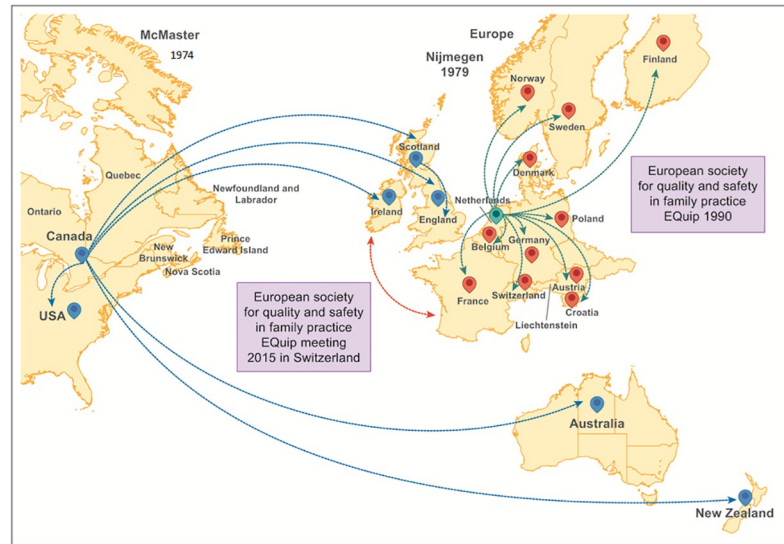 McMaster
1974
Europe
Nijmegen
1979
Finland
Norway
Sweden
Scotland
Denmark
Quebec
Newfoundland and
Labrador
Ontario
Ireland
England
Netherlands
Poland
European society
for quality and safety
in family practice
EQuip 1990
Canada
New
Brunswick
Prince
Edward Island
Nova Scotia
Belgium
Germany
USA
France
Switzerland
Austria
Liechtenstein
Croatia
European society
for quality and safety
in family practice
EQuip meeting
2015 in Switzerland
Australia
New Zealand